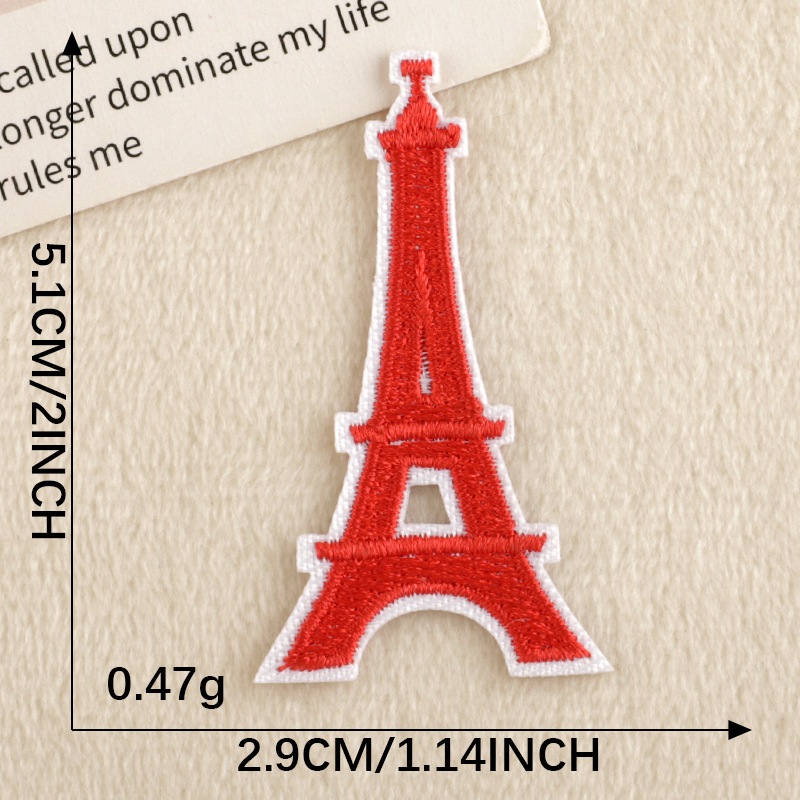 called upon
longer dominate my life
rules me
5.1CM/2INCH
0.47g
2.9CM/1.14INCH